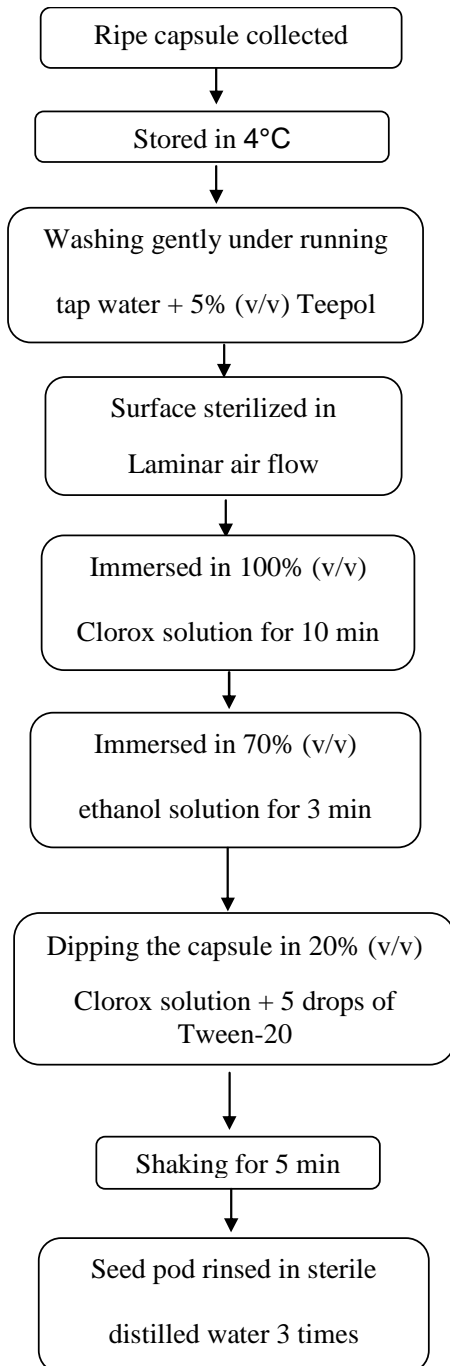 Ripe capsule collected
Stored in 4°C
Washing gently under running
tap water + 5% (v/v) Teepol
Surface sterilized in
Laminar air flow
Immersed in 100% (v/v)
Clorox solution for 10 min
Immersed in 70% (v/v)
ethanol solution for 3 min
Dipping the capsule in 20% (v/v)
Clorox solution + 5 drops of
Tween-20
Shaking for 5 min
Seed pod rinsed in sterile
distilled water 3 times